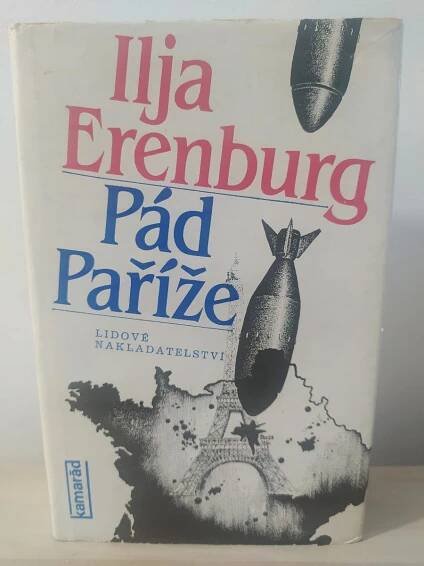 Ilja
Erenburg
Pád
Paříže
LIDOVÉ
NAKLADATELSTVÍ
kamarád